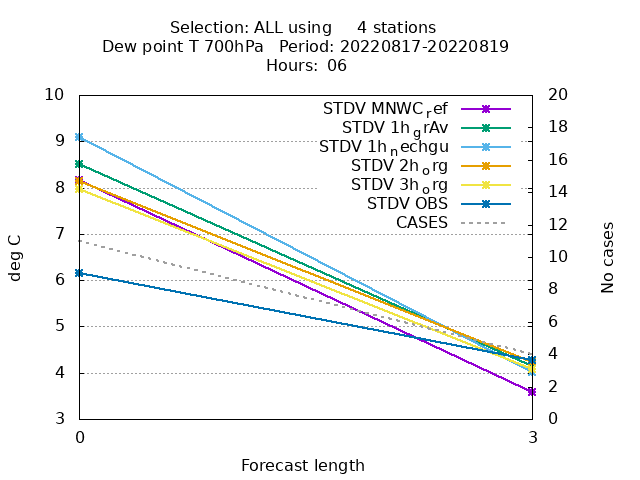 Selection: ALL using     4 stations
Dew point T 700hPa   Period: 20220817-20220819
Hours: 06
deg C
10
9
8
7
6
5
4
3
STDV MNWC_ref
STDV 1h_grAv
STDV 1h_nechgu
STDV 2h_org
STDV 3h_org
STDV OBS
CASES
20
18
16
14
12
10
8
6
4
2
0
No cases
0
3
Forecast length